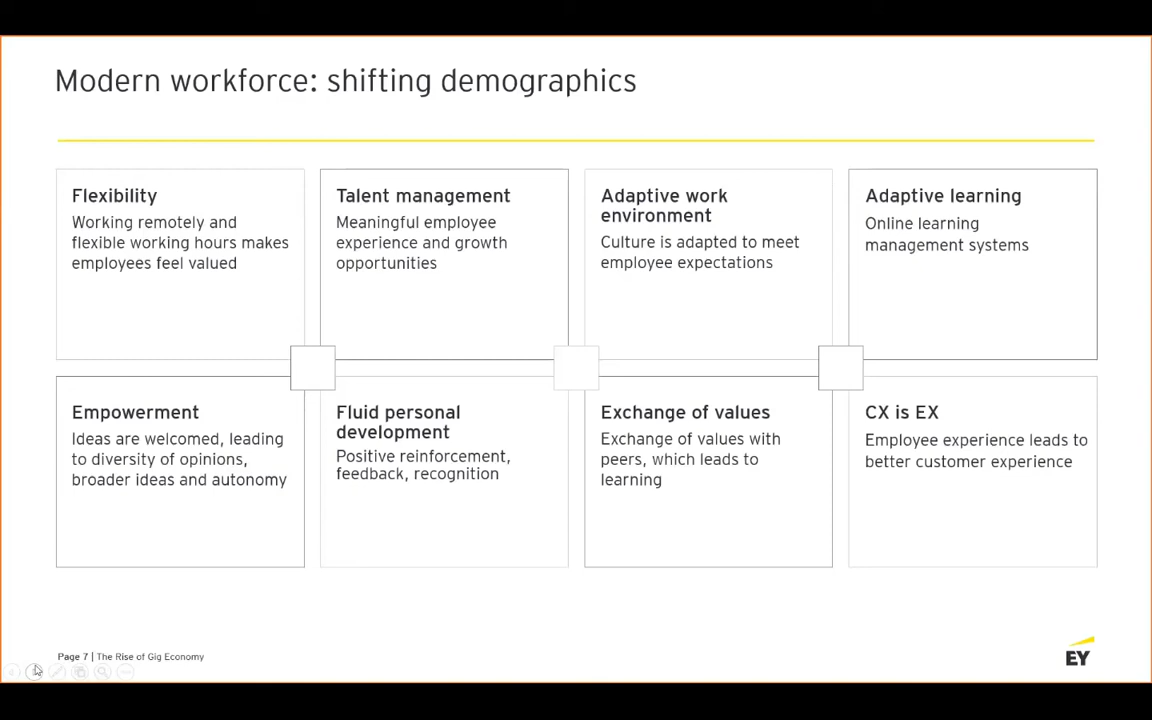 Modern workforce: shifting demographics
Flexibility
Working remotely and
flexible working hours makes
employees feel valued
Talent management
Meaningful employee
experience and growth
opportunities
Adaptive work
environment
Culture is adapted to meet
employee expectations
Adaptive learning
Online learning
management systems
Empowerment
Ideas are welcomed, leading
to diversity of opinions,
broader ideas and autonomy
Fluid personal
development
Positive reinforcement,
feedback, recognition
Exchange of values
Exchange of values with
peers, which leads to
learning
CX is EX
Employee experience leads to
better customer experience
Page 7 | The Rise of Gig Economy
EY